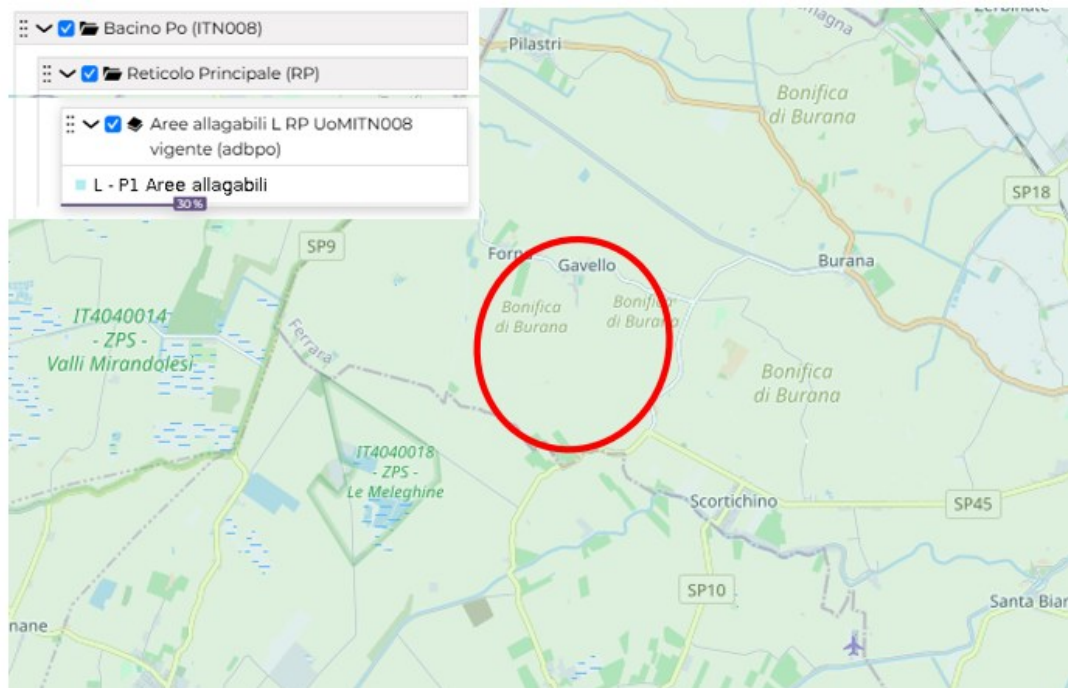 Bacino Po (ITN008)
Reticolo Principale (RP)
Aree allagabili L RP UoMITN008
vigente (adbpo)
L - P1 Aree allagabili
30%
Pilastri
Bonifica
di Burana
SP18
SP9
Gavello
Burana
Bonifica
di Burana
Bonifica
di Burana
IT4040014
- ZPS -
Valli Mirandolesi
Ferrara
Bonifica
di Burana
IT4040018
- ZPS -
Le Meleghine
Scortichino
SP45
SP10
Santa Bian
nane